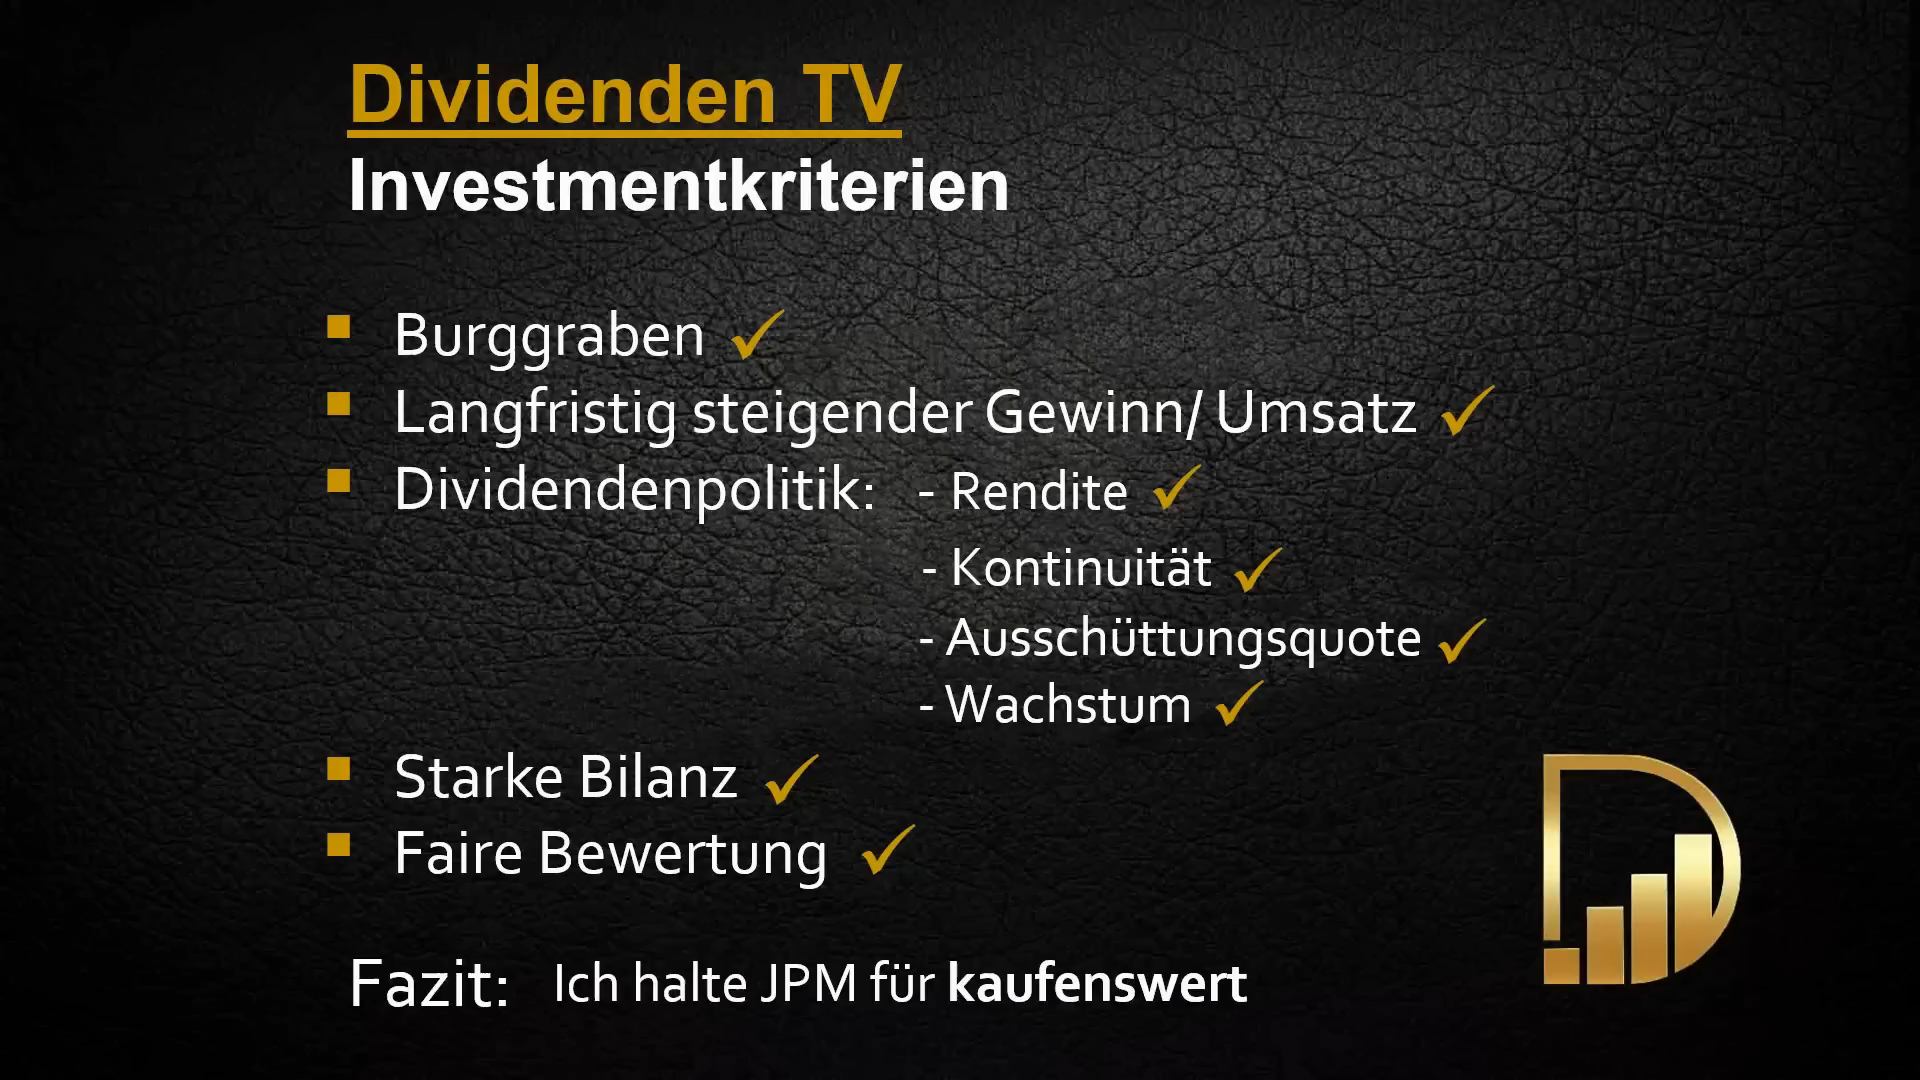 Dividenden TV
Investmentkriterien
Burggraben ✓
Langfristig steigender Gewinn/ Umsatz ✓
Dividendenpolitik: - Rendite ✓
- Kontinuität ✓
- Ausschüttungsquote ✓
- Wachstum ✓
Starke Bilanz ✓
Faire Bewertung ✓
Fazit: Ich halte JPM für kaufenswert